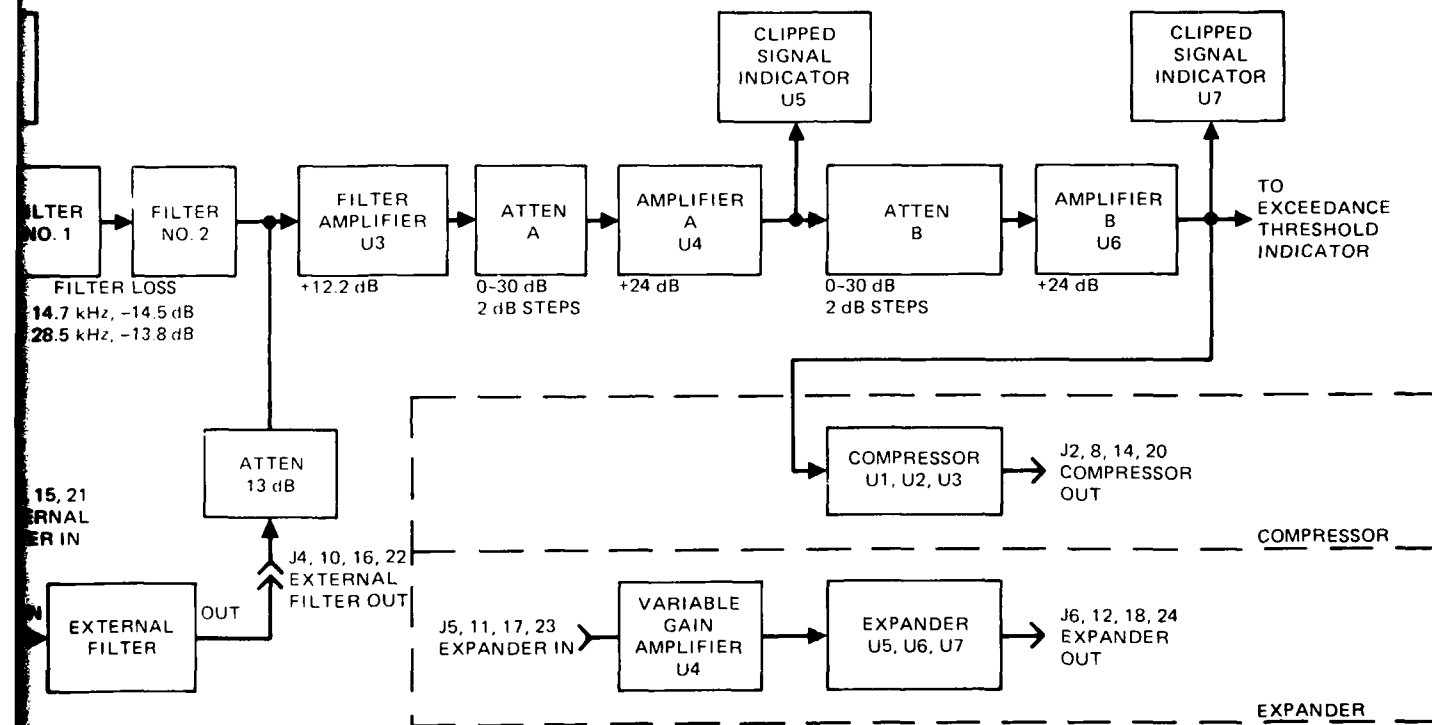 CLIPPED
SIGNAL
INDICATOR
U5
CLIPPED
SIGNAL
INDICATOR
U7
NO. 1
FILTER
NO. 2
FILTER
AMPLIFIER
U3
ATTEN
A
AMPLIFIER
A
U4
ATTEN
B
AMPLIFIER
B
U6
TO
EXCEEDANCE
THRESHOLD
INDICATOR
FILTER LOSS
14.7 kHz, –14.5 dB
28.5 kHz, –13.8 dB
+12.2 dB
0–30 dB
2 dB STEPS
+24 dB
0–30 dB
2 dB STEPS
+24 dB
ATTEN
13 dB
COMPRESSOR
U1, U2, U3
J2, 8, 14, 20
COMPRESSOR
OUT
COMPRESSOR
15, 21
IN
J4, 10, 16, 22
EXTERNAL
FILTER OUT
EXTERNAL
FILTER
OUT
J5, 11, 17, 23
EXPANDER IN
VARIABLE
GAIN
AMPLIFIER
U4
EXPANDER
U5, U6, U7
J6, 12, 18, 24
EXPANDER
OUT
EXPANDER